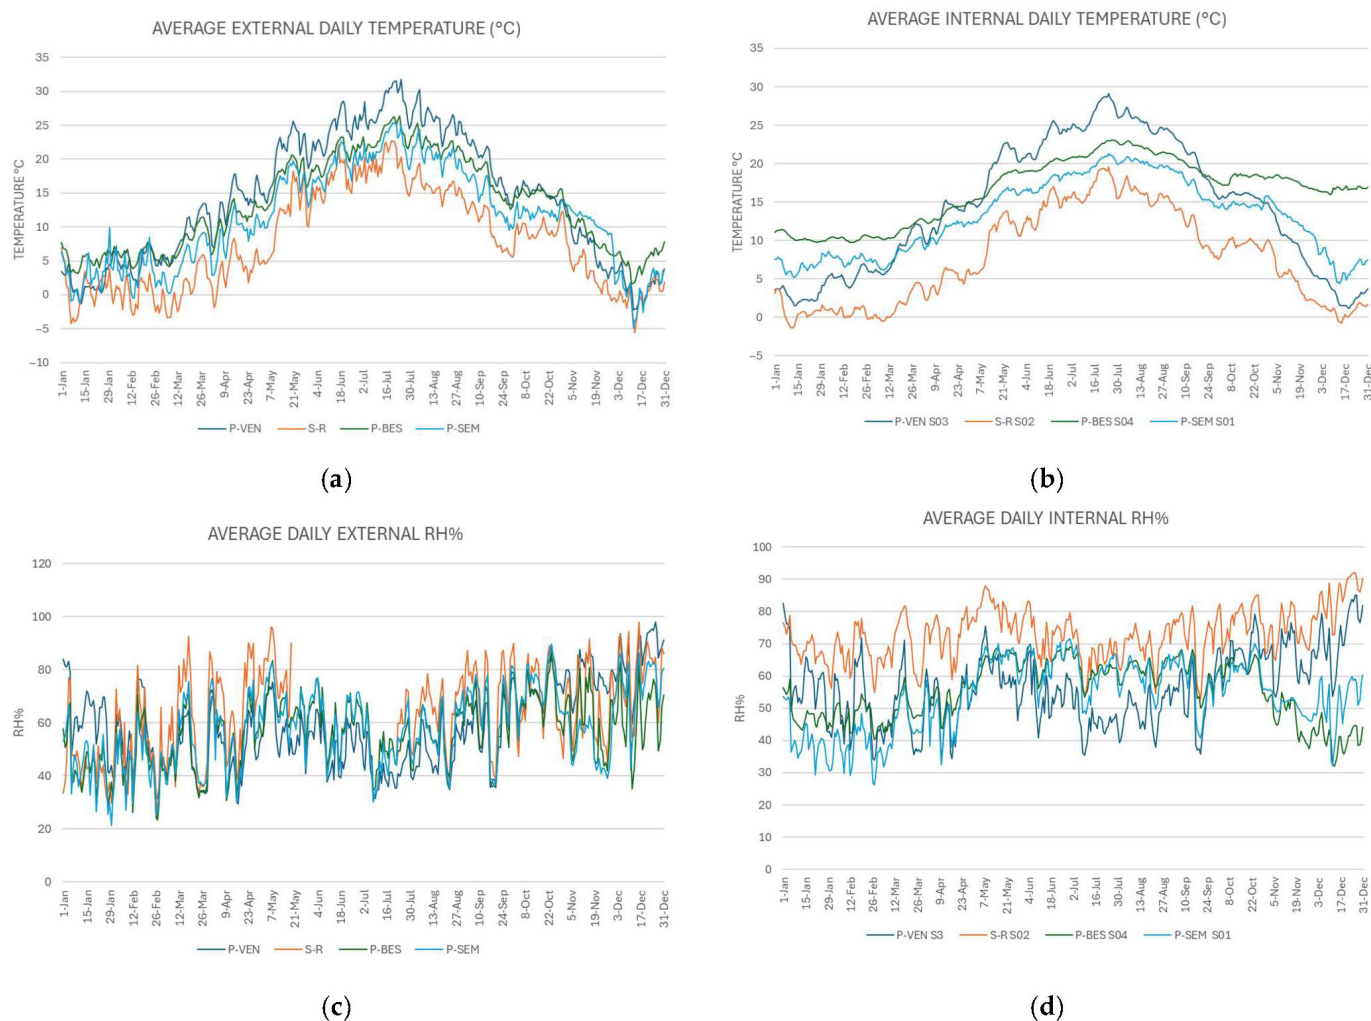 AVERAGE EXTERNAL DAILY TEMPERATURE (°C)
35
30
25
20
15
10
5
0
−5
−10
TEMPERATURE °C
1-Jan
15-Jan
29-Jan
12-Feb
26-Feb
12-Mar
26-Mar
9-Apr
23-Apr
7-May
21-May
4-Jun
18-Jun
2-Jul
16-Jul
30-Jul
13-Aug
27-Aug
10-Sep
24-Sep
8-Oct
22-Oct
5-Nov
19-Nov
3-Dec
17-Dec
31-Dec
P-VEN S-R P-BES P-SEM
(a)
AVERAGE INTERNAL DAILY TEMPERATURE (°C)
35
30
25
20
15
10
5
0
−5
TEMPERATURE °C
1-Jan
15-Jan
29-Jan
12-Feb
26-Feb
12-Mar
26-Mar
9-Apr
23-Apr
7-May
21-May
4-Jun
18-Jun
2-Jul
16-Jul
30-Jul
13-Aug
27-Aug
10-Sep
24-Sep
8-Oct
22-Oct
5-Nov
19-Nov
3-Dec
17-Dec
31-Dec
P-VEN S03 S-R S02 P-BES S04 P-SEM S01
(b)
AVERAGE DAILY EXTERNAL RH%
120
100
80
60
40
20
0
RH%
1-Jan
15-Jan
29-Jan
12-Feb
26-Feb
12-Mar
26-Mar
9-Apr
23-Apr
7-May
21-May
4-Jun
18-Jun
2-Jul
16-Jul
30-Jul
13-Aug
27-Aug
10-Sep
24-Sep
8-Oct
22-Oct
5-Nov
19-Nov
3-Dec
17-Dec
31-Dec
P-VEN S-R P-BES P-SEM
(c)
AVERAGE DAILY INTERNAL RH%
100
90
80
70
60
50
40
30
20
10
0
RH%
1-Jan
15-Jan
29-Jan
12-Feb
26-Feb
12-Mar
26-Mar
9-Apr
23-Apr
7-May
21-May
4-Jun
18-Jun
2-Jul
16-Jul
30-Jul
13-Aug
27-Aug
10-Sep
24-Sep
8-Oct
22-Oct
5-Nov
19-Nov
3-Dec
17-Dec
31-Dec
P-VEN S3 S-R S02 P-BES S04 P-SEM S01
(d)